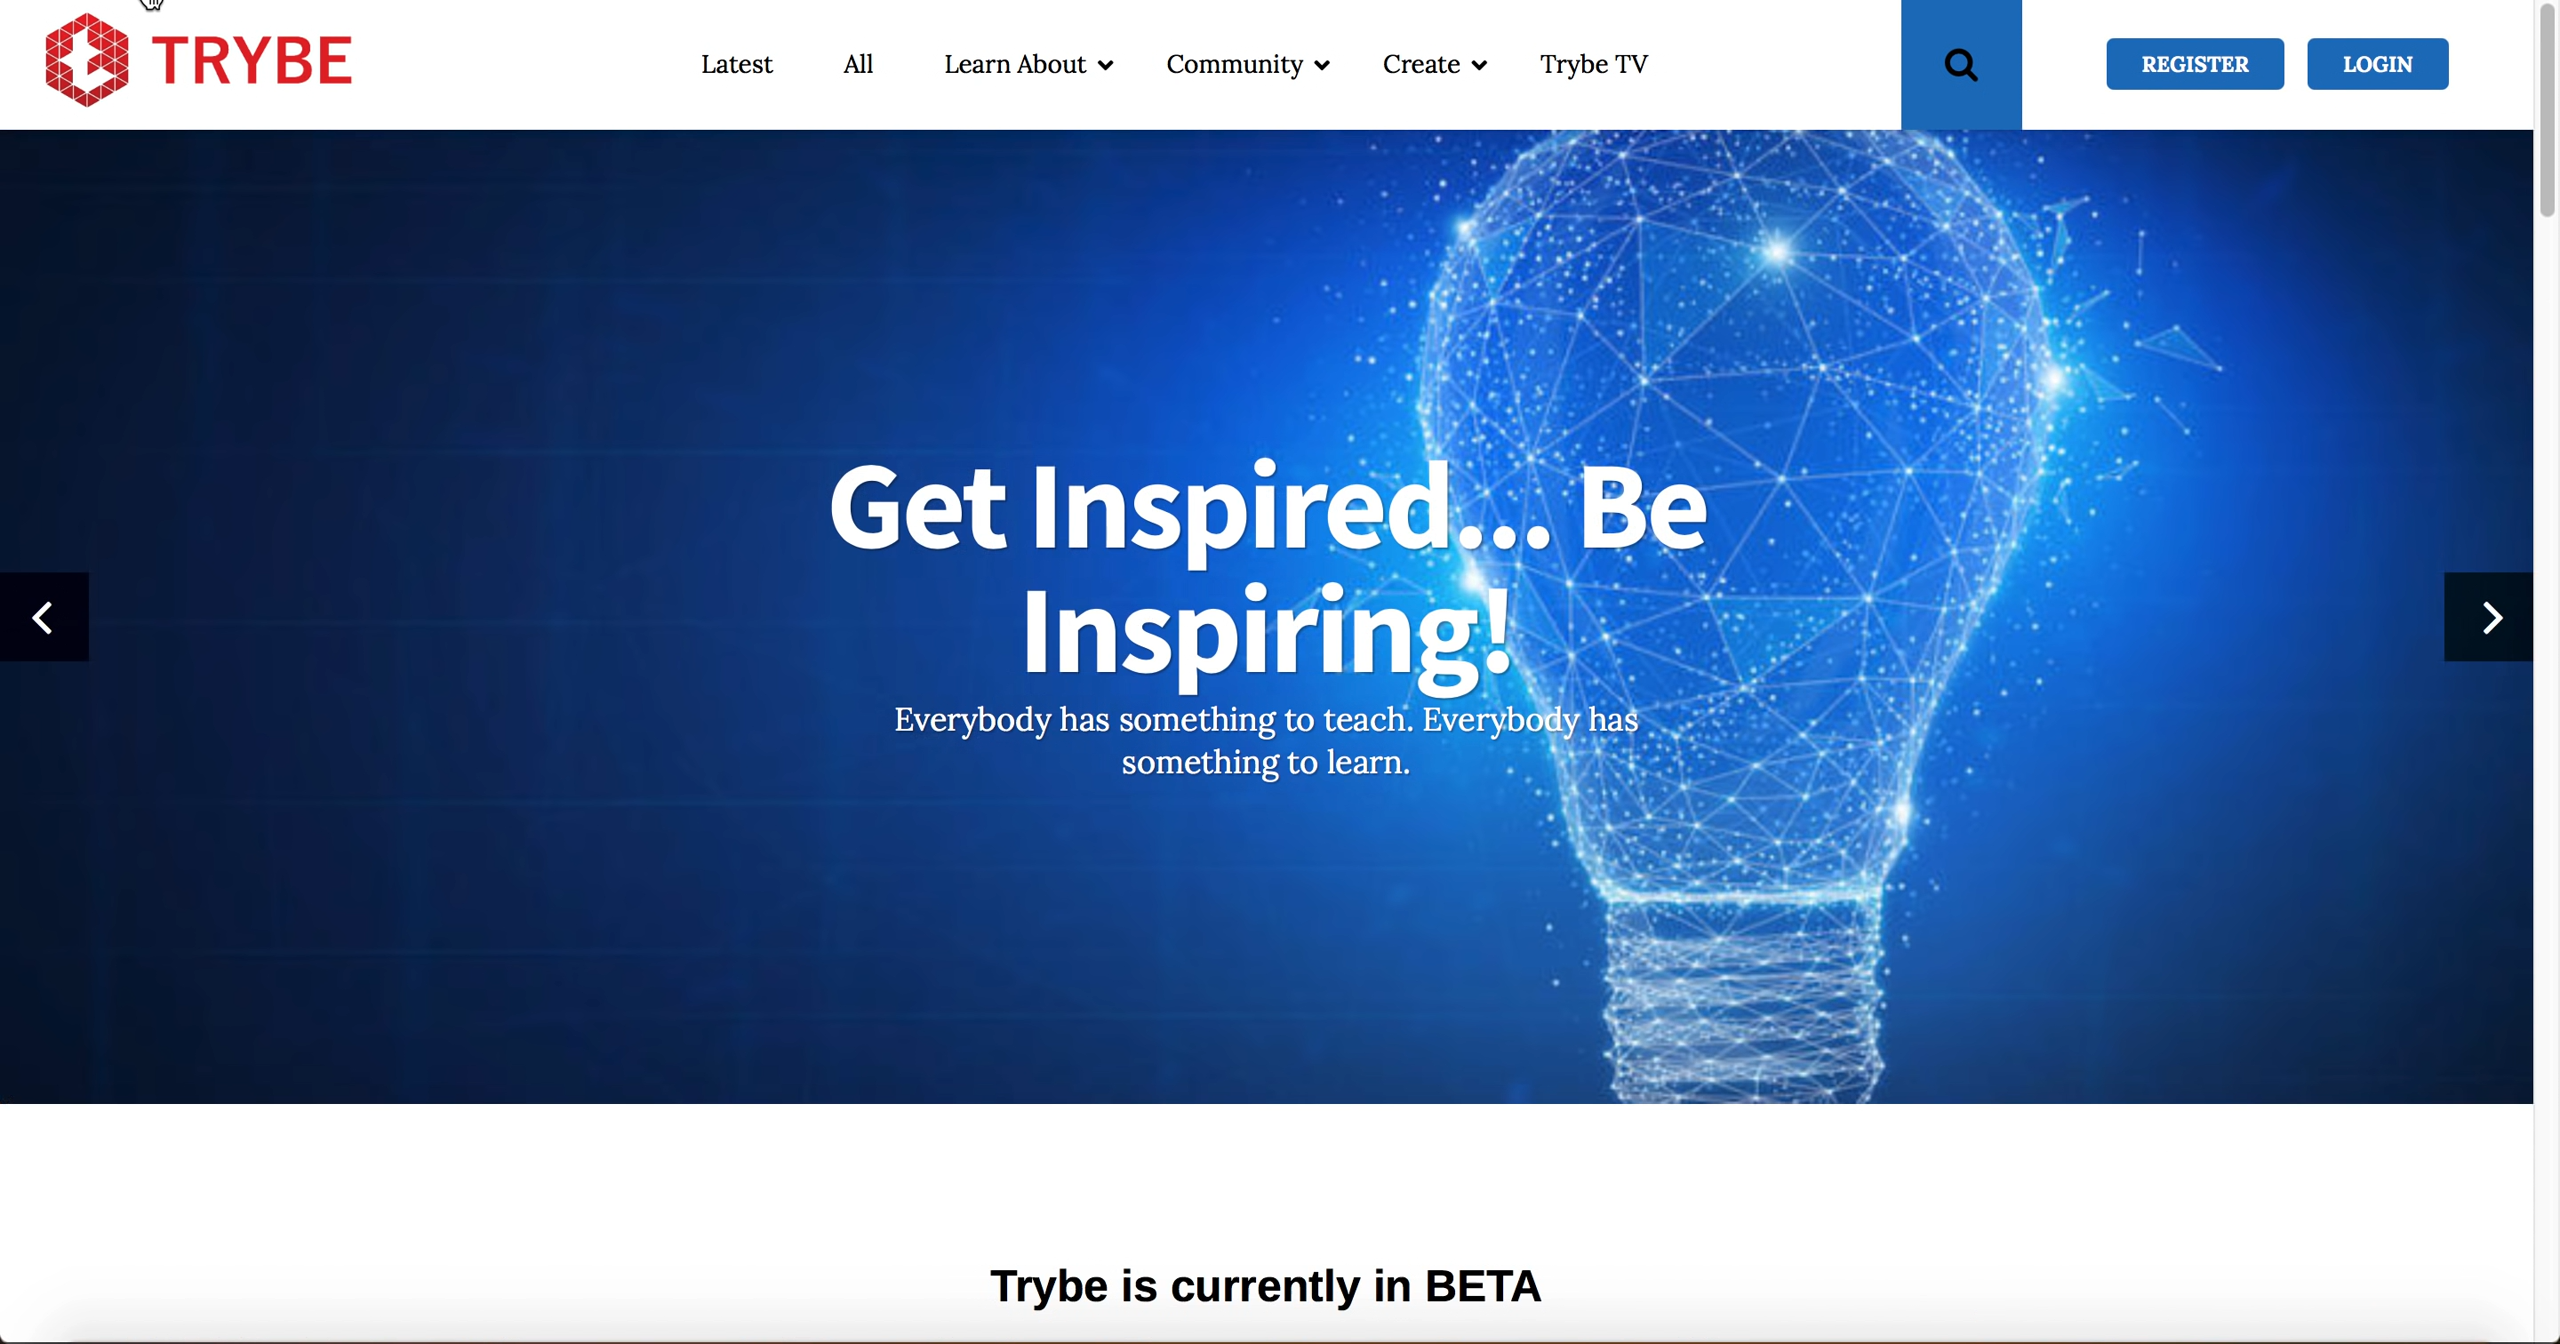 TRYBE
Latest All Learn About Community Create Trybe TV
REGISTER LOGIN
Get Inspired... Be
Inspiring!
Everybody has something to teach. Everybody has
something to learn.
Trybe is currently in BETA